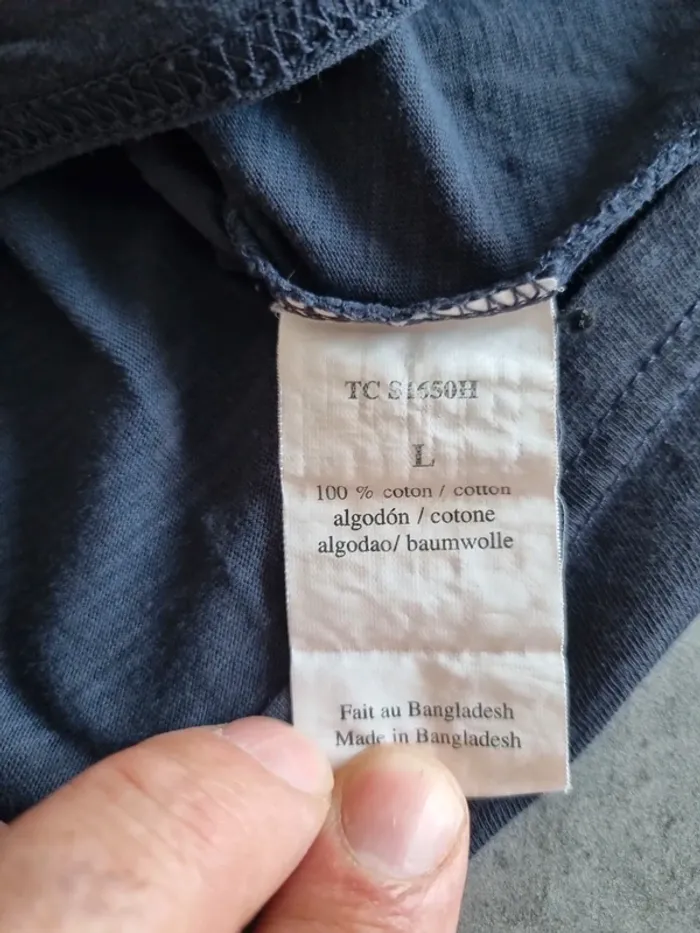 TC S1650H
L
100 % coton / cotton
algodón / cotone
algodao/ baumwolle
Fait au Bangladesh
Made in Bangladesh